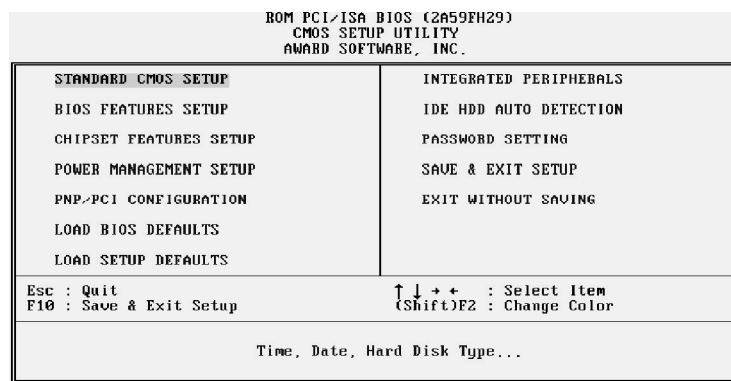 ROM PCI/ISA BIOS (2A59FH29)
CMOS SETUP UTILITY
AWARD SOFTWARE, INC.
STANDARD CMOS SETUP
BIOS FEATURES SETUP
CHIPSET FEATURES SETUP
POWER MANAGEMENT SETUP
PNP/PCI CONFIGURATION
LOAD BIOS DEFAULTS
LOAD SETUP DEFAULTS
INTEGRATED PERIPHERALS
IDE HDD AUTO DETECTION
PASSWORD SETTING
SAVE & EXIT SETUP
EXIT WITHOUT SAVING
Esc : Quit
F10 : Save & Exit Setup
↑ ↓ → ← : Select Item
(Shift)F2 : Change Color
Time, Date, Hard Disk Type...